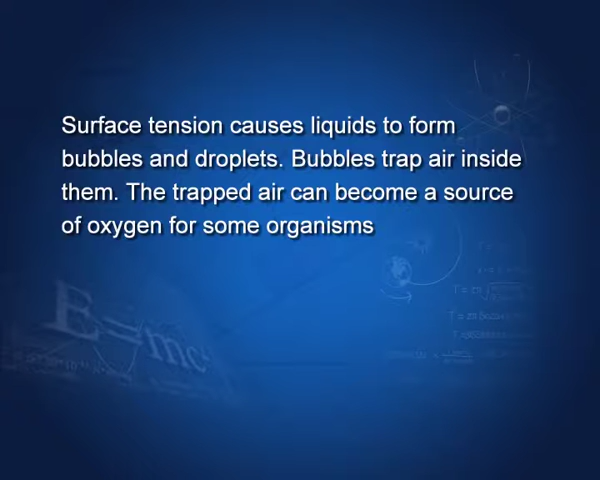 Surface tension causes liquids to form
bubbles and droplets. Bubbles trap air inside
them. The trapped air can become a source
of oxygen for some organisms
E=mc²